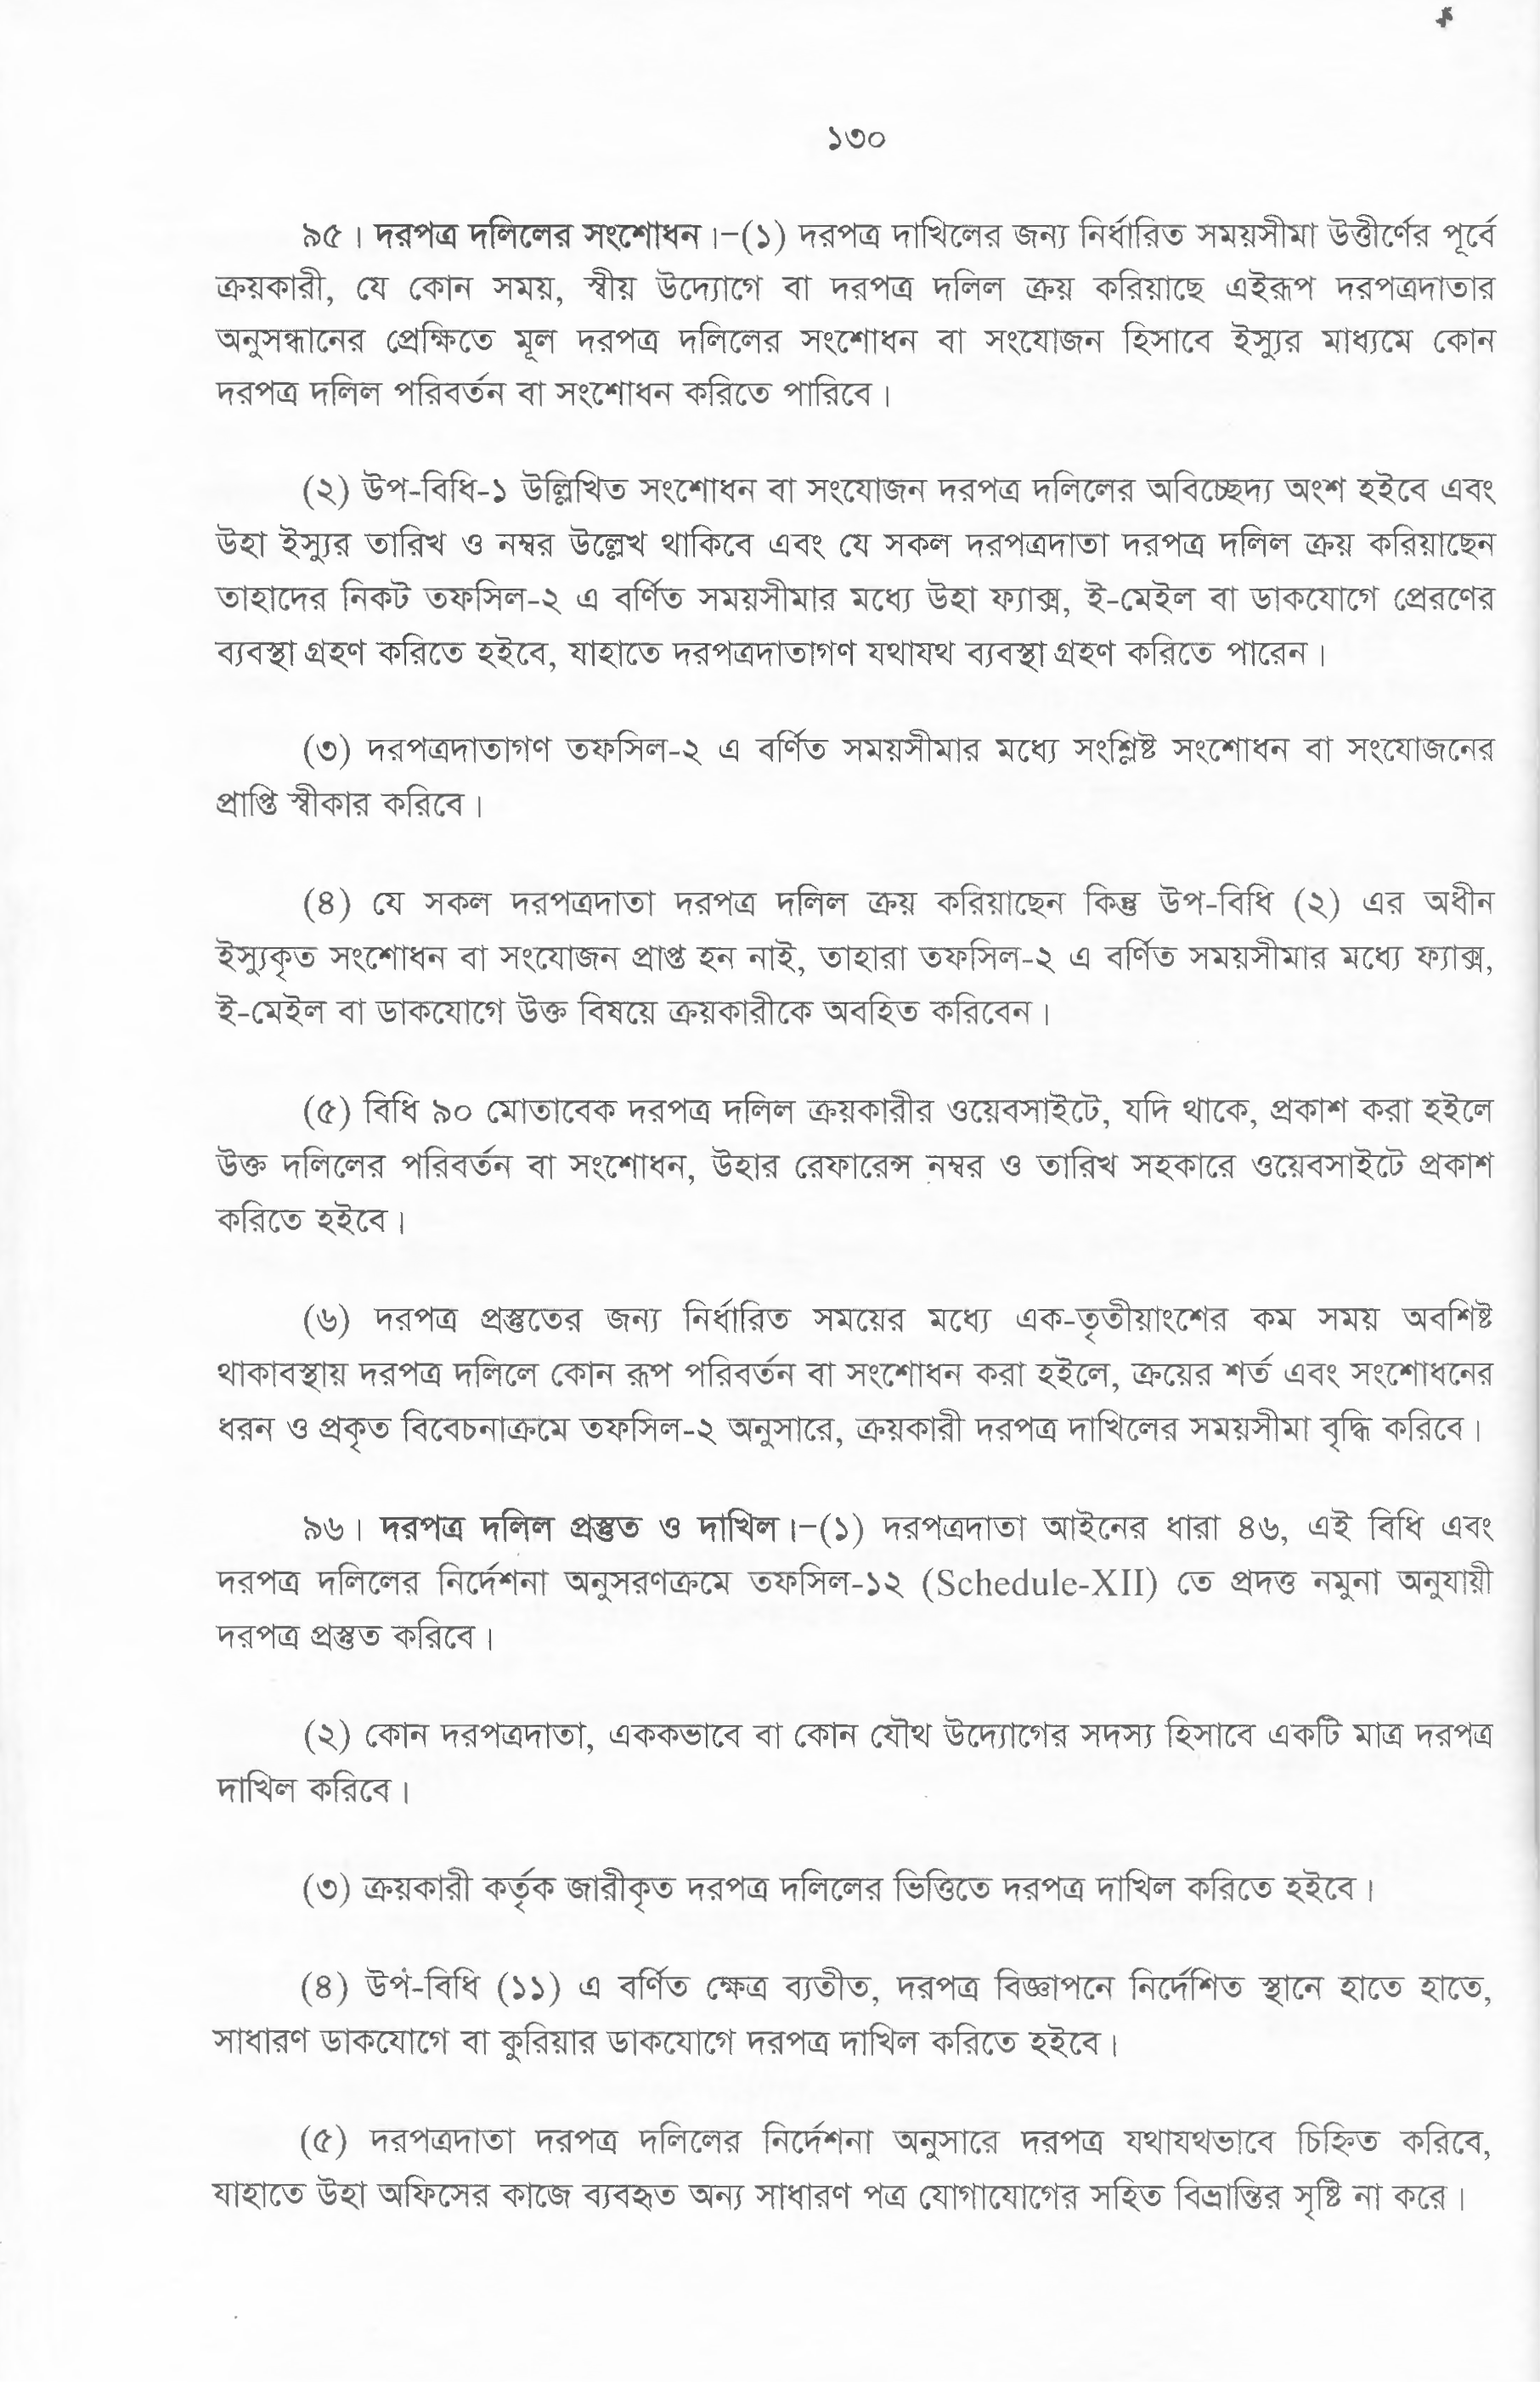 ১৩০
৯৫। দরপত্র দলিলের সংশোধন।–(১) দরপত্র দাখিলের জন্য নির্ধারিত সময়সীমা উত্তীর্ণের পূর্বে
ক্রয়কারী, যে কোন সময়, স্বীয় উদ্যোগে বা দরপত্র দলিল ক্রয় করিয়াছে এইরূপ দরপত্রদাতার
অনুসন্ধানের প্রেক্ষিতে মূল দরপত্র দলিলের সংশোধন বা সংযোজন হিসাবে ইস্যুর মাধ্যমে কোন
দরপত্র দলিল পরিবর্তন বা সংশোধন করিতে পারিবে।
(২) উপ-বিধি-১ উল্লিখিত সংশোধন বা সংযোজন দরপত্র দলিলের অবিচ্ছেদ্য অংশ হইবে এবং
উহা ইস্যুর তারিখ ও নম্বর উল্লেখ থাকিবে এবং যে সকল দরপত্রদাতা দরপত্র দলিল ক্রয় করিয়াছেন
তাহাদের নিকট তফসিল-২ এ বর্ণিত সময়সীমার মধ্যে উহা ফ্যাক্স, ই-মেইল বা ডাকযোগে প্রেরণের
ব্যবস্থা গ্রহণ করিতে হইবে, যাহাতে দরপত্রদাতাগণ যথাযথ ব্যবস্থা গ্রহণ করিতে পারেন।
(৩) দরপত্রদাতাগণ তফসিল-২ এ বর্ণিত সময়সীমার মধ্যে সংশ্লিষ্ট সংশোধন বা সংযোজনের
প্রাপ্তি স্বীকার করিবে।
(৪) যে সকল দরপত্রদাতা দরপত্র দলিল ক্রয় করিয়াছেন কিন্তু উপ-বিধি (২) এর অধীন
ইস্যুকৃত সংশোধন বা সংযোজন প্রাপ্ত হন নাই, তাহারা তফসিল-২ এ বর্ণিত সময়সীমার মধ্যে ফ্যাক্স,
ই-মেইল বা ডাকযোগে উক্ত বিষয়ে ক্রয়কারীকে অবহিত করিবেন।
(৫) বিধি ৯০ মোতাবেক দরপত্র দলিল ক্রয়কারীর ওয়েবসাইটে, যদি থাকে, প্রকাশ করা হইলে
উক্ত দলিলের পরিবর্তন বা সংশোধন, উহার রেফারেন্স নম্বর ও তারিখ সহকারে ওয়েবসাইটে প্রকাশ
করিতে হইবে।
(৬) দরপত্র প্রস্তুতের জন্য নির্ধারিত সময়ের মধ্যে এক-তৃতীয়াংশের কম সময় অবশিষ্ট
থাকাবস্থায় দরপত্র দলিলে কোন রূপ পরিবর্তন বা সংশোধন করা হইলে, ক্রয়ের শর্ত এবং সংশোধনের
ধরন ও প্রকৃত বিবেচনাক্রমে তফসিল-২ অনুসারে, ক্রয়কারী দরপত্র দাখিলের সময়সীমা বৃদ্ধি করিবে।
৯৬। দরপত্র দলিল প্রস্তুত ও দাখিল।–(১) দরপত্রদাতা আইনের ধারা ৪৬, এই বিধি এবং
দরপত্র দলিলের নির্দেশনা অনুসরণক্রমে তফসিল-১২ (Schedule-XII) তে প্রদত্ত নমুনা অনুযায়ী
দরপত্র প্রস্তুত করিবে।
(২) কোন দরপত্রদাতা, এককভাবে বা কোন যৌথ উদ্যোগের সদস্য হিসাবে একটি মাত্র দরপত্র
দাখিল করিবে।
(৩) ক্রয়কারী কর্তৃক জারীকৃত দরপত্র দলিলের ভিত্তিতে দরপত্র দাখিল করিতে হইবে।
(৪) উপ-বিধি (১১) এ বর্ণিত ক্ষেত্র ব্যতীত, দরপত্র বিজ্ঞাপনে নির্দেশিত স্থানে হাতে হাতে,
সাধারণ ডাকযোগে বা কুরিয়ার ডাকযোগে দরপত্র দাখিল করিতে হইবে।
(৫) দরপত্রদাতা দরপত্র দলিলের নির্দেশনা অনুসারে দরপত্র যথাযথভাবে চিহ্নিত করিবে,
যাহাতে উহা অফিসের কাজে ব্যবহৃত অন্য সাধারণ পত্র যোগাযোগের সহিত বিভ্রান্তির সৃষ্টি না করে।